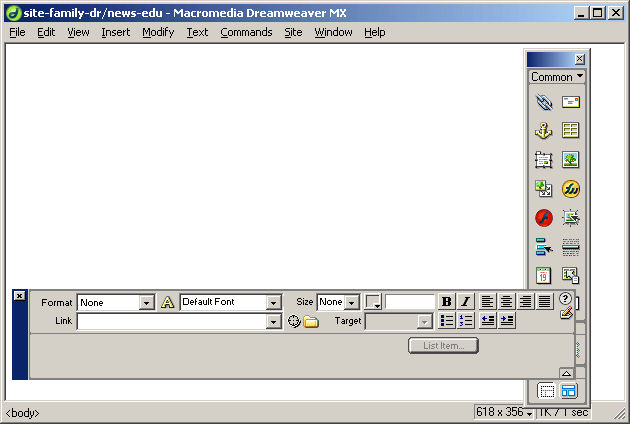 site-family-dr/news-edu - Macromedia Dreamweaver MX
File Edit View Insert Modify Text Commands Site Window Help
Common
19
Format None A Default Font Size None B I ?
Link Target
List Item...
<body> 618 x 356 1K / 1 sec